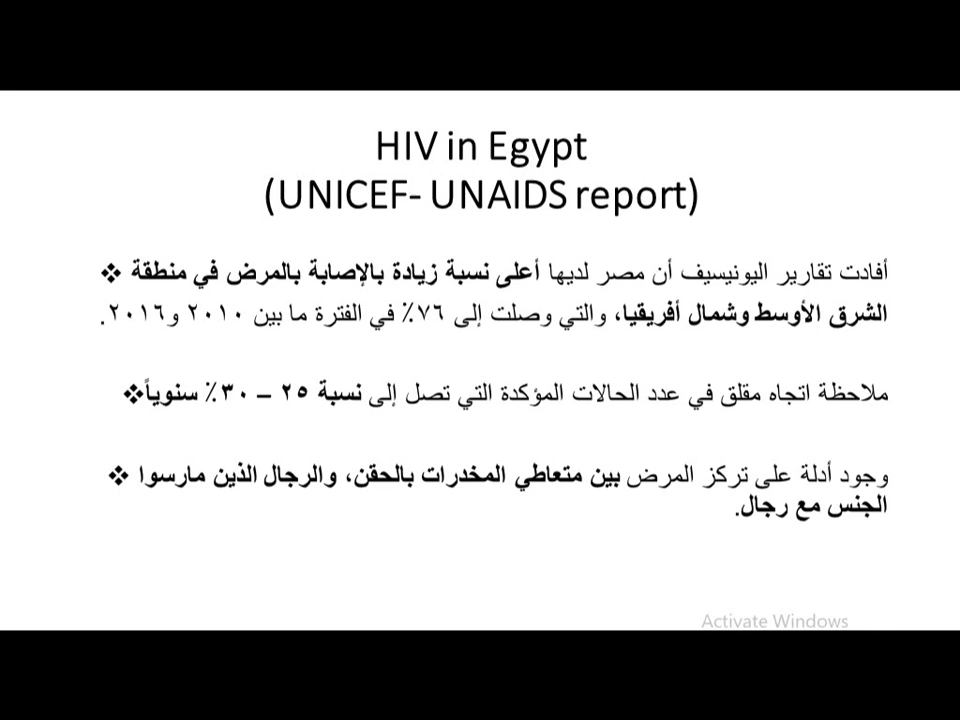 HIV in Egypt
(UNICEF- UNAIDS report)
أفادت تقارير اليونيسيف أن مصر لديها أعلى نسبة زيادة بالإصابة بالمرض في منطقة ❖
الشرق الأوسط وشمال أفريقيا، والتي وصلت إلى ٧٦٪ في الفترة ما بين ٢٠١٠ و٢٠١٦.
ملاحظة اتجاه مقلق في عدد الحالات المؤكدة التي تصل إلى نسبة ٢٥ – ٣٠٪ سنوياً❖
وجود أدلة على تركز المرض بين متعاطي المخدرات بالحقن، والرجال الذين مارسوا ❖
الجنس مع رجال.
Activate Windows